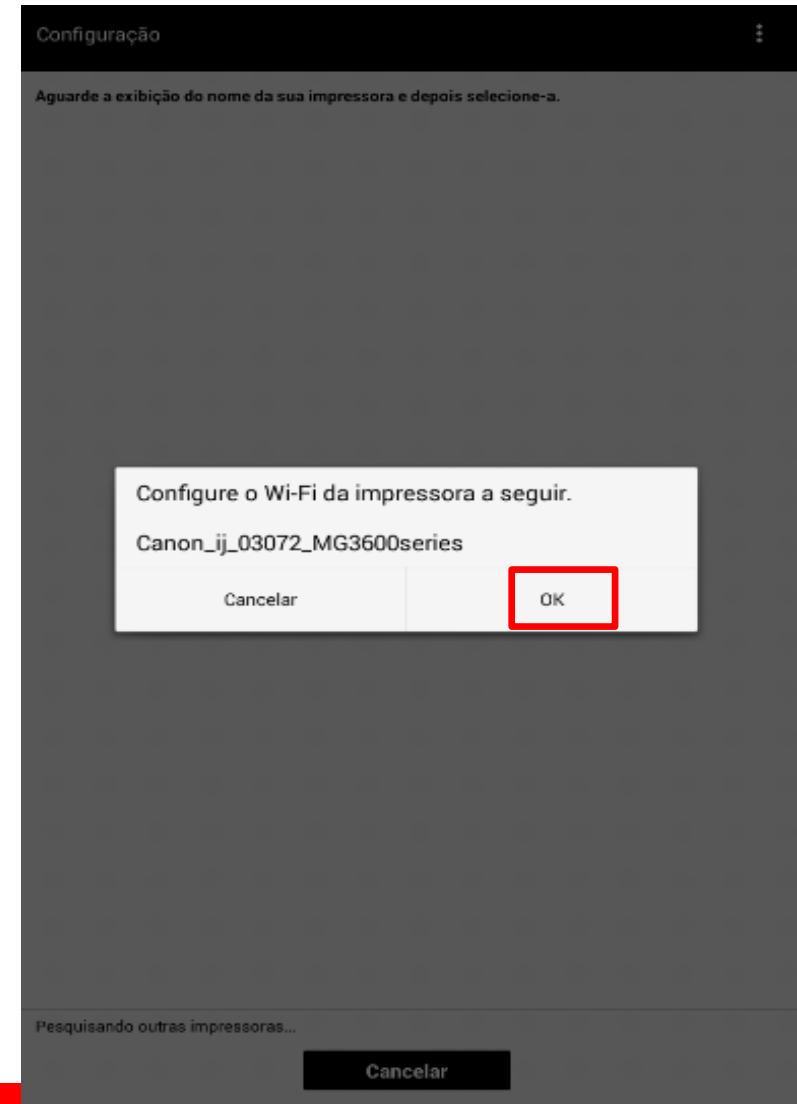 Configuração
Aguarde a exibição do nome da sua impressora e depois selecione-a.
Configure o Wi-Fi da impressora a seguir.
Canon_ij_03072_MG3600series
Cancelar
OK
Pesquisando outras impressoras...
Cancelar